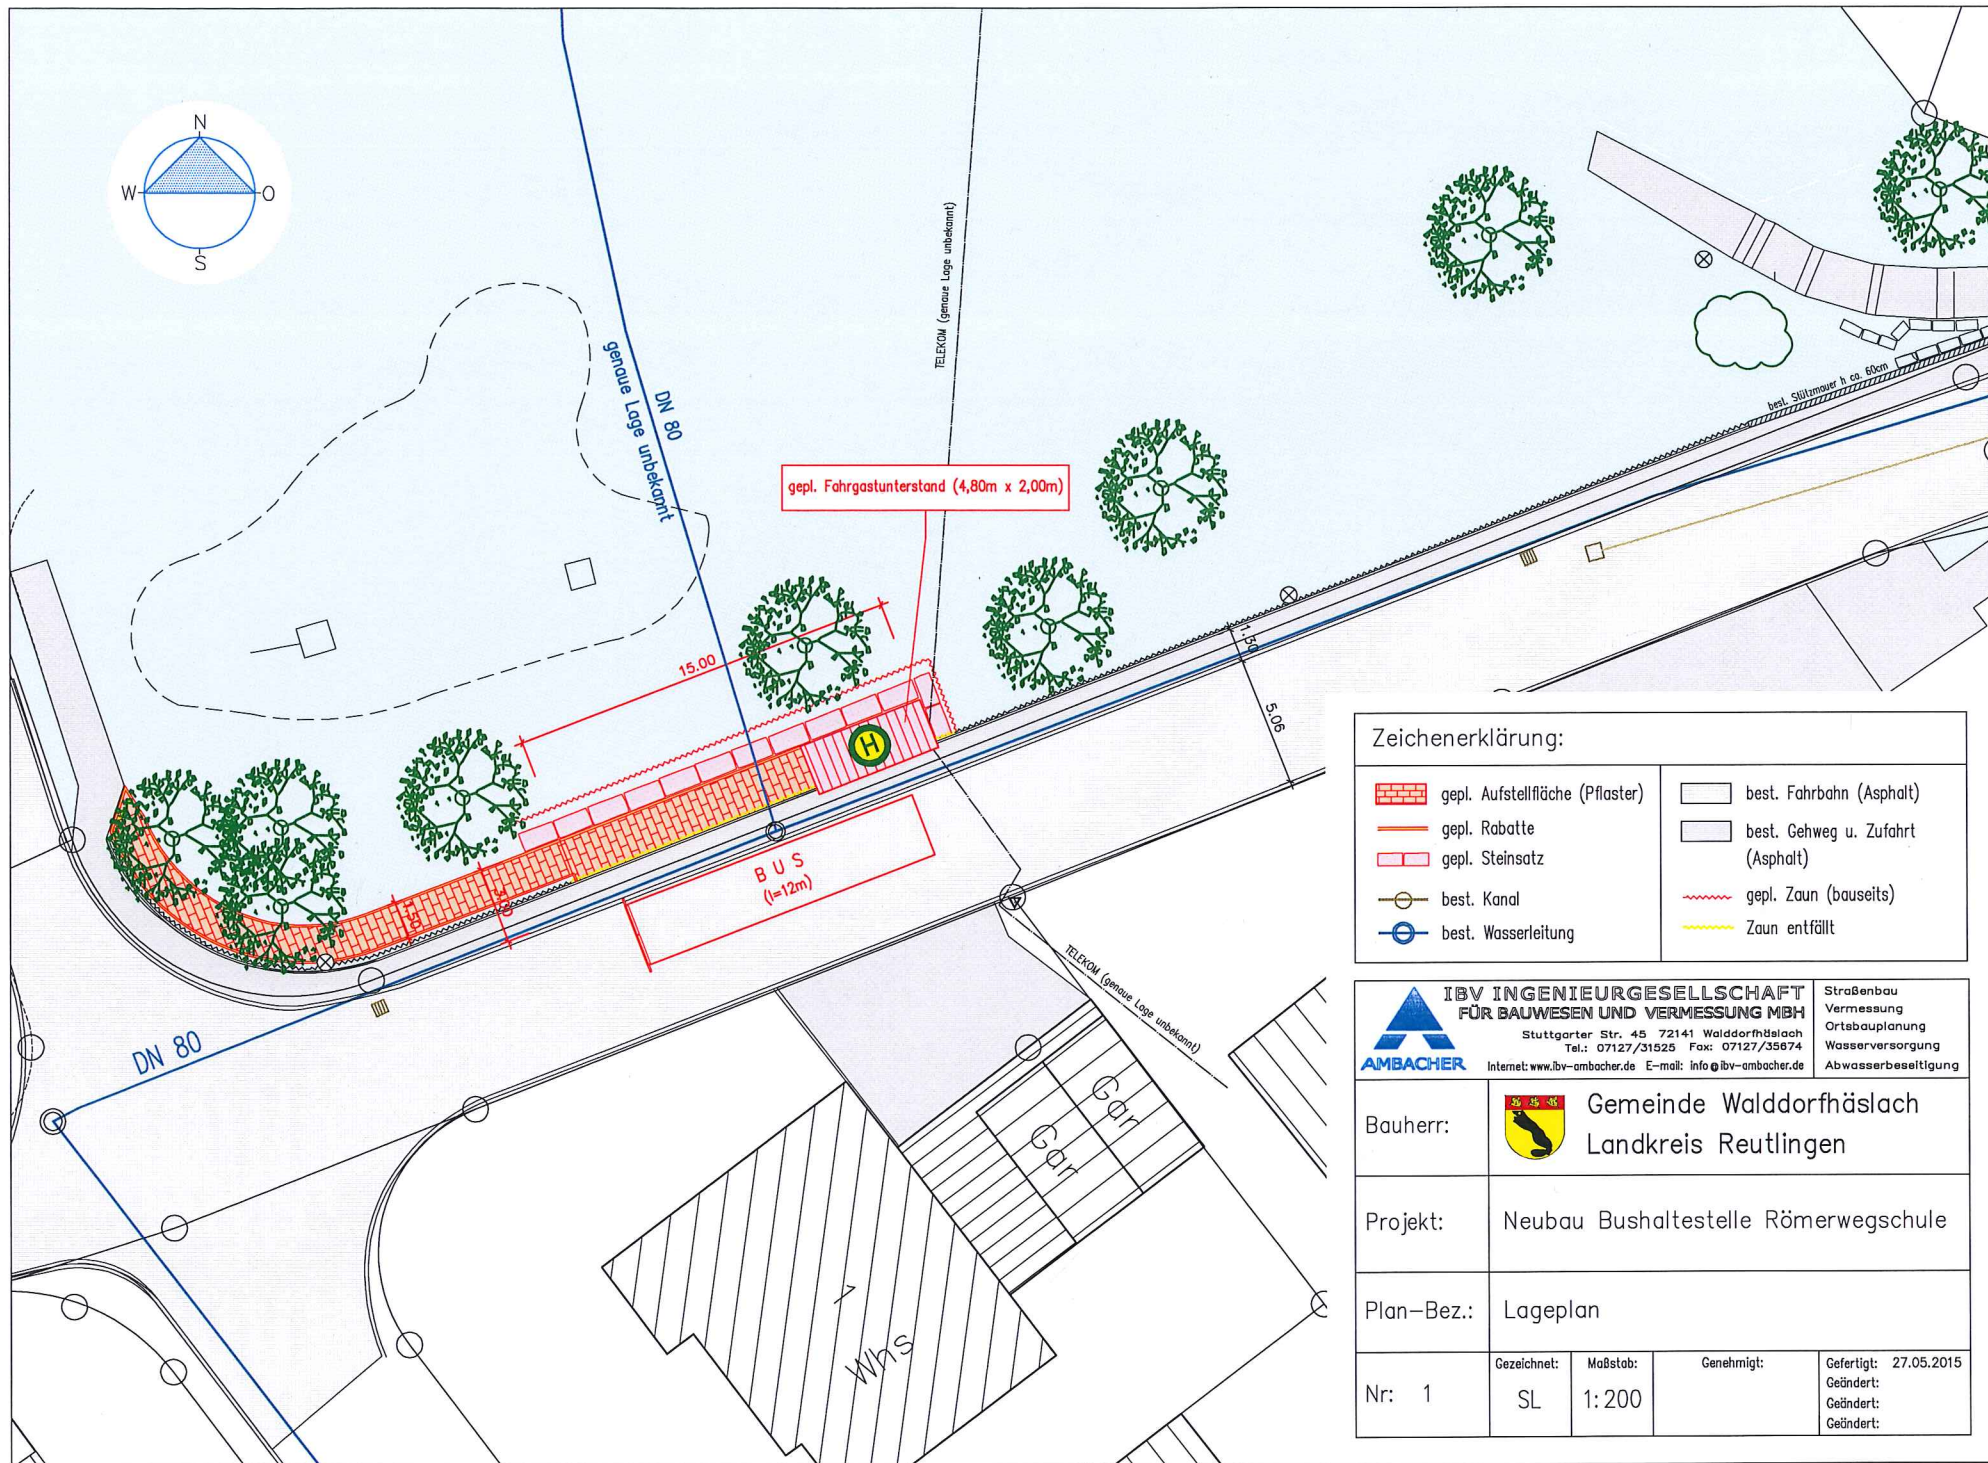 N
W
O
S
DN 80
genaue Lage unbekannt
TELEKOM (genaue Lage unbekannt)
gepl. Fahrgastunterstand (4,80m x 2,00m)
best. Stützmauer h ca. 60cm
15.00
1.30
5.06
H
B U S
(l=12m)
1.50
DN 80
TELEKOM (genaue Lage unbekannt)
Gar
Gar
1
Whs
Zeichenerklärung:
gepl. Aufstellfläche (Pflaster)
gepl. Rabatte
gepl. Steinsatz
best. Kanal
best. Wasserleitung
best. Fahrbahn (Asphalt)
best. Gehweg u. Zufahrt
(Asphalt)
gepl. Zaun (bauseits)
Zaun entfällt
AMBACHER
IBV INGENIEURGESELLSCHAFT
FÜR BAUWESEN UND VERMESSUNG MBH
Stuttgarter Str. 45 72141 Walddorfhäslach
Tel.: 07127/31525 Fax: 07127/35674
Internet: www.ibv-ambacher.de E-mail: info@ibv-ambacher.de
Straßenbau
Vermessung
Ortsbauplanung
Wasserversorgung
Abwasserbeseitigung
Bauherr:
Gemeinde Walddorfhäslach
Landkreis Reutlingen
Projekt:
Neubau Bushaltestelle Römerwegschule
Plan-Bez.:
Lageplan
Nr: 1
Gezeichnet:
SL
Maßstab:
1:200
Genehmigt:
Gefertigt: 27.05.2015
Geändert:
Geändert:
Geändert: